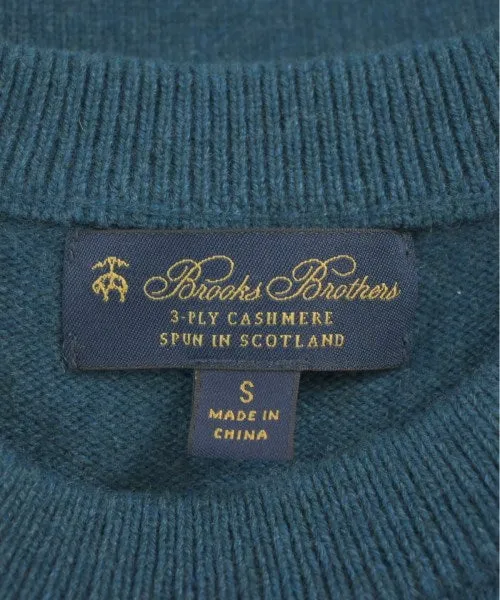 Brooks Brothers
3-PLY CASHMERE
SPUN IN SCOTLAND
S
MADE IN
CHINA